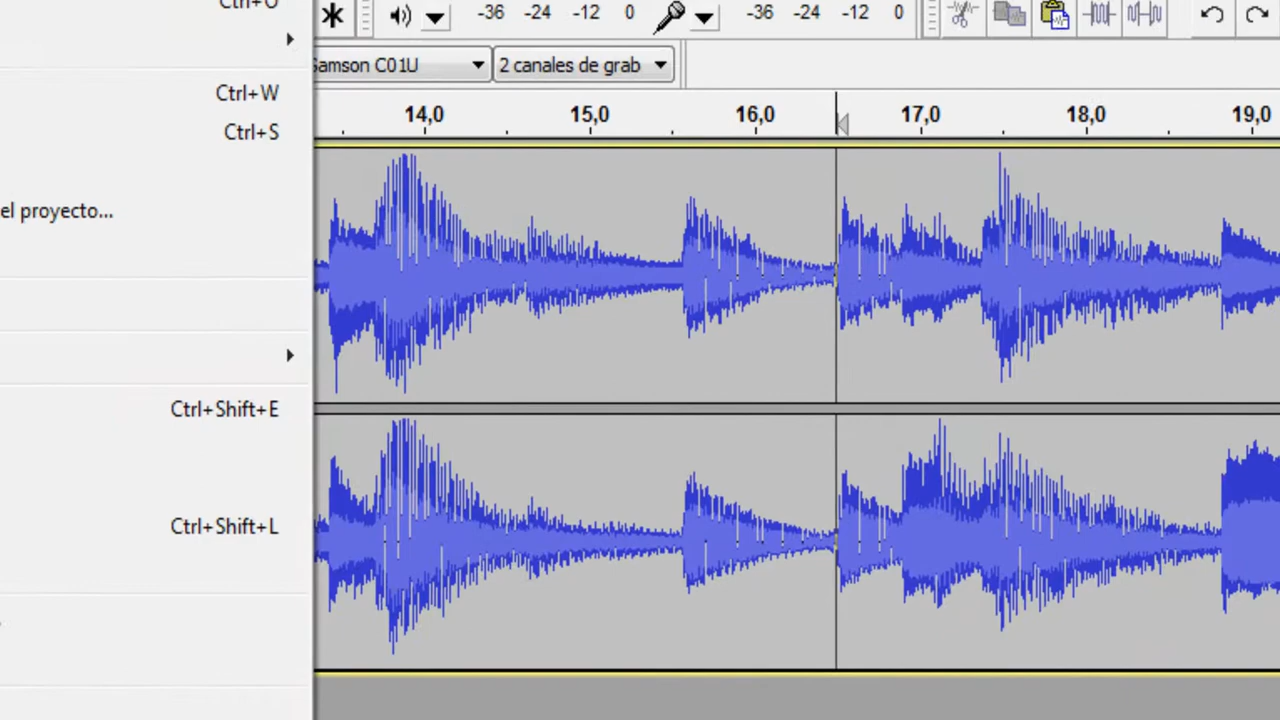 Ctrl+O
-36 -24 -12 0 -36 -24 -12 0
Samson C01U 2 canales de grab
Ctrl+W
14,0 15,0 16,0 17,0 18,0 19,0
Ctrl+S
el proyecto...
Ctrl+Shift+E
Ctrl+Shift+L